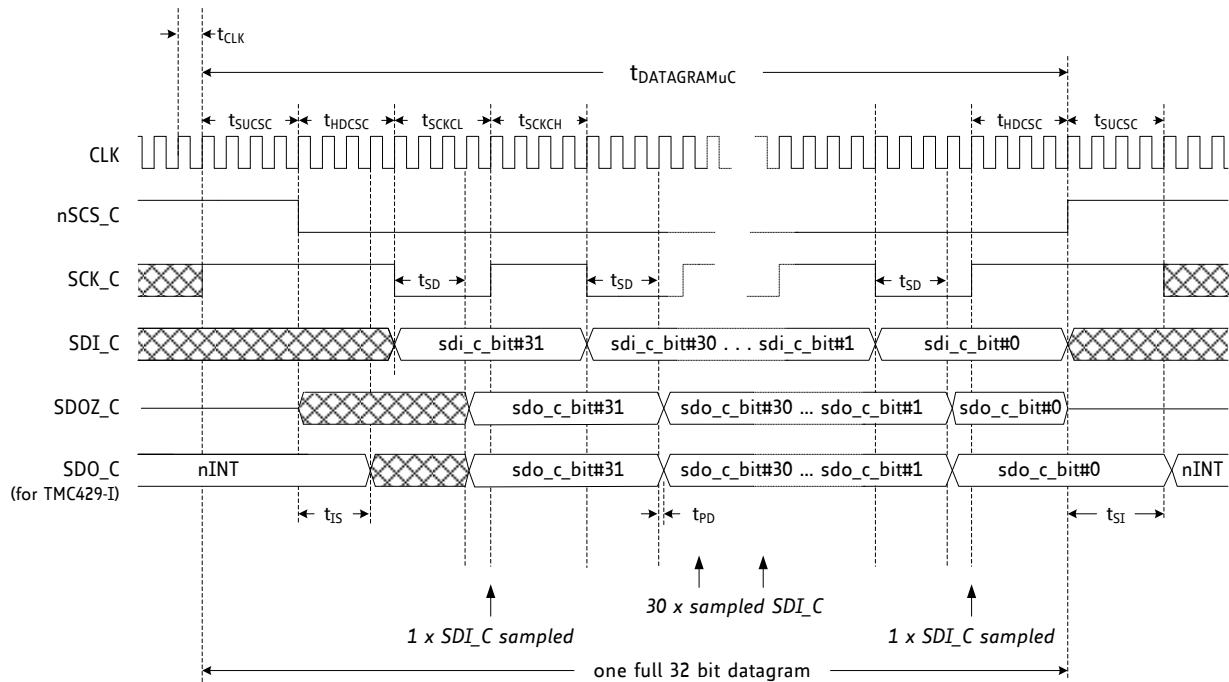 tCLK
tDATAGRAMuC
tSUCSC tHDCSC tSCKCL tSCKCH tHDCSC tSUCSC
CLK
nSCS_C
SCK_C tSD tSD tSD
SDI_C sdi_c_bit#31 sdi_c_bit#30 . . . sdi_c_bit#1 sdi_c_bit#0
SDOZ_C sdo_c_bit#31 sdo_c_bit#30 ... sdo_c_bit#1 sdo_c_bit#0
SDO_C nINT sdo_c_bit#31 sdo_c_bit#30 ... sdo_c_bit#1 sdo_c_bit#0 nINT
(for TMC429-I)
tIS tPD tSI
30 x sampled SDI_C
1 x SDI_C sampled 1 x SDI_C sampled
one full 32 bit datagram